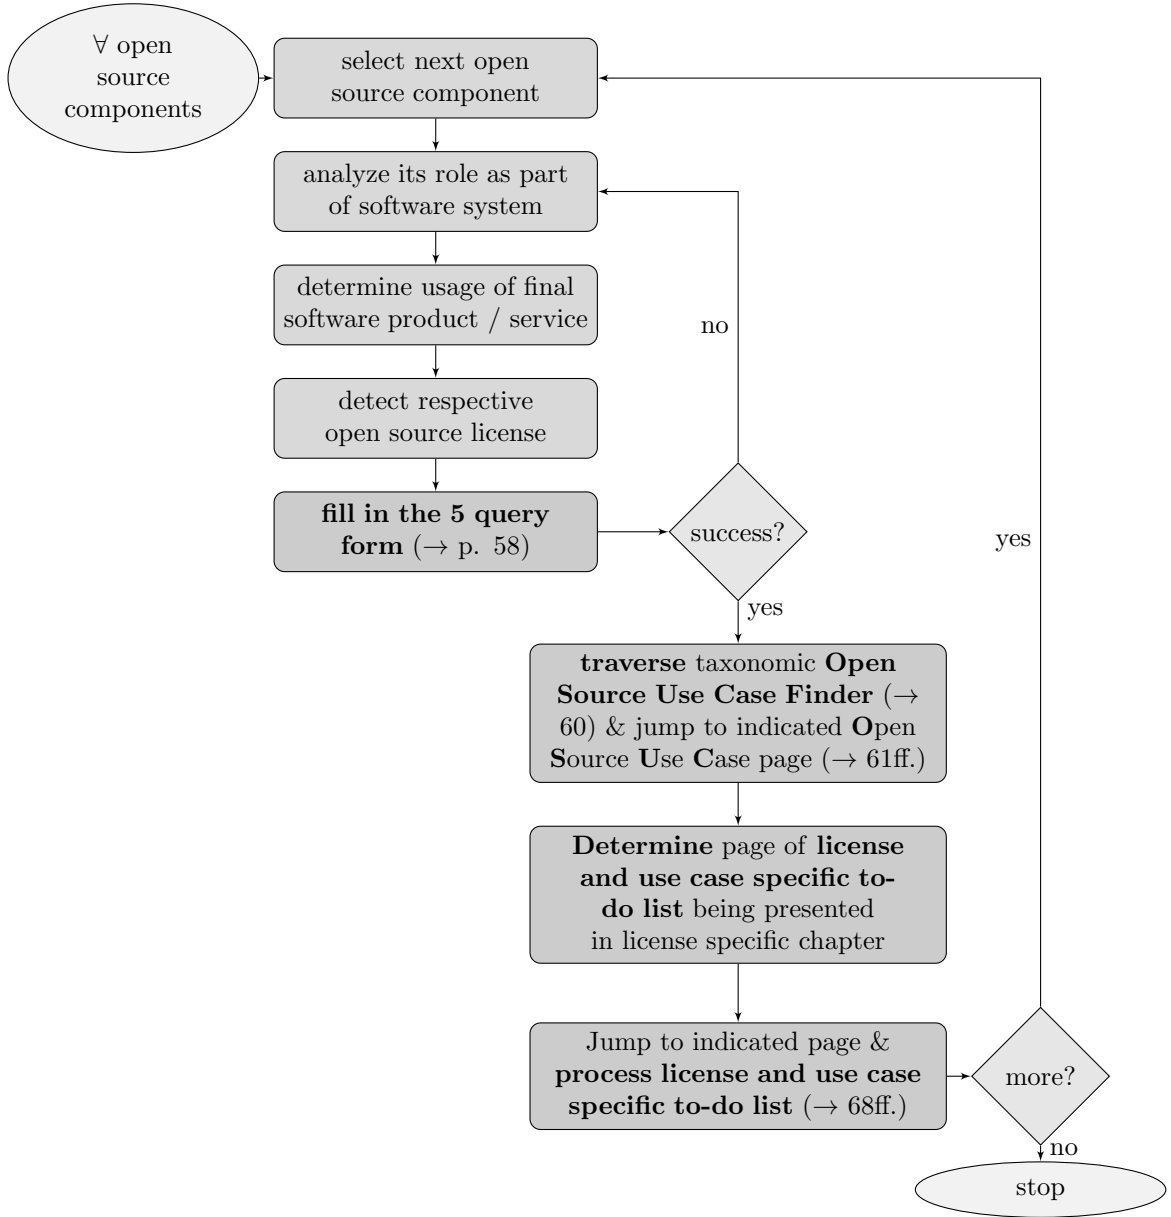 ∀ open
source
components
select next open
source component
analyze its role as part
of software system
determine usage of final
software product / service
no
detect respective
open source license
fill in the 5 query
form (→ p. 58)
success?
yes
yes
traverse taxonomic Open
Source Use Case Finder (→
60) & jump to indicated Open
Source Use Case page (→ 61ff.)
Determine page of license
and use case specific to-
do list being presented
in license specific chapter
Jump to indicated page &
process license and use case
specific to-do list (→ 68ff.)
more?
no
stop